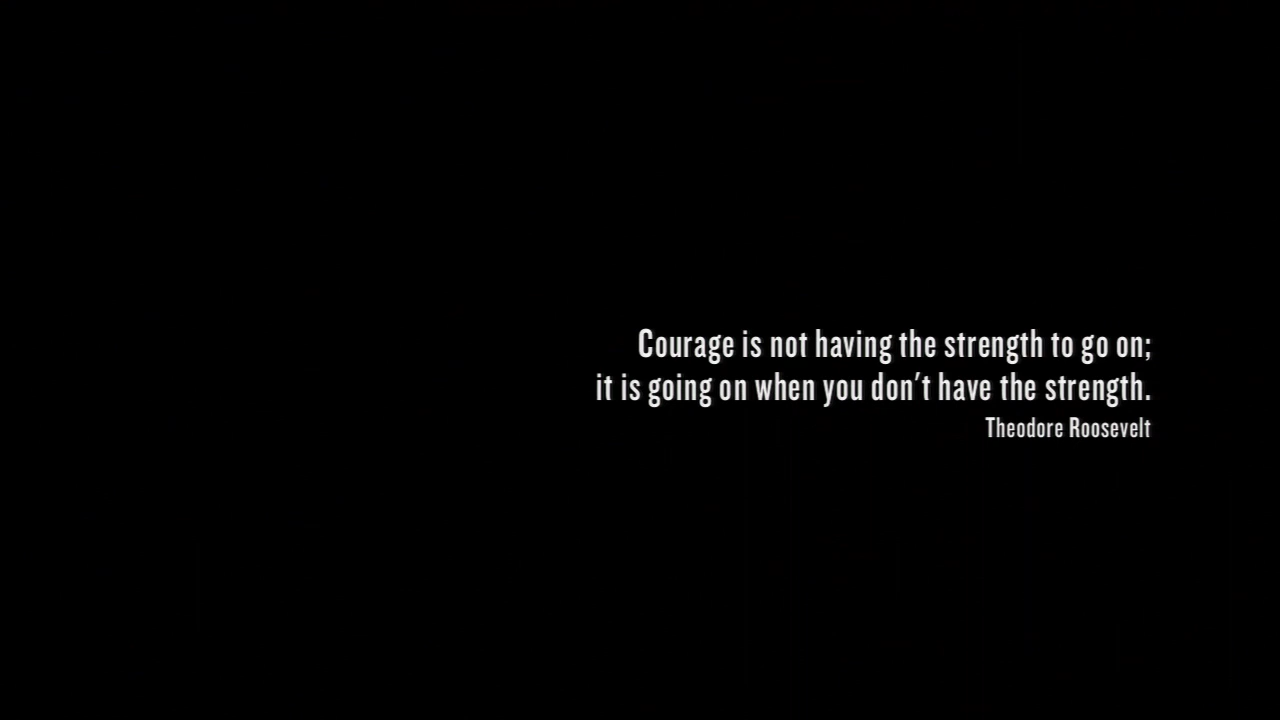 Courage is not having the strength to go on;
it is going on when you don't have the strength.
Theodore Roosevelt